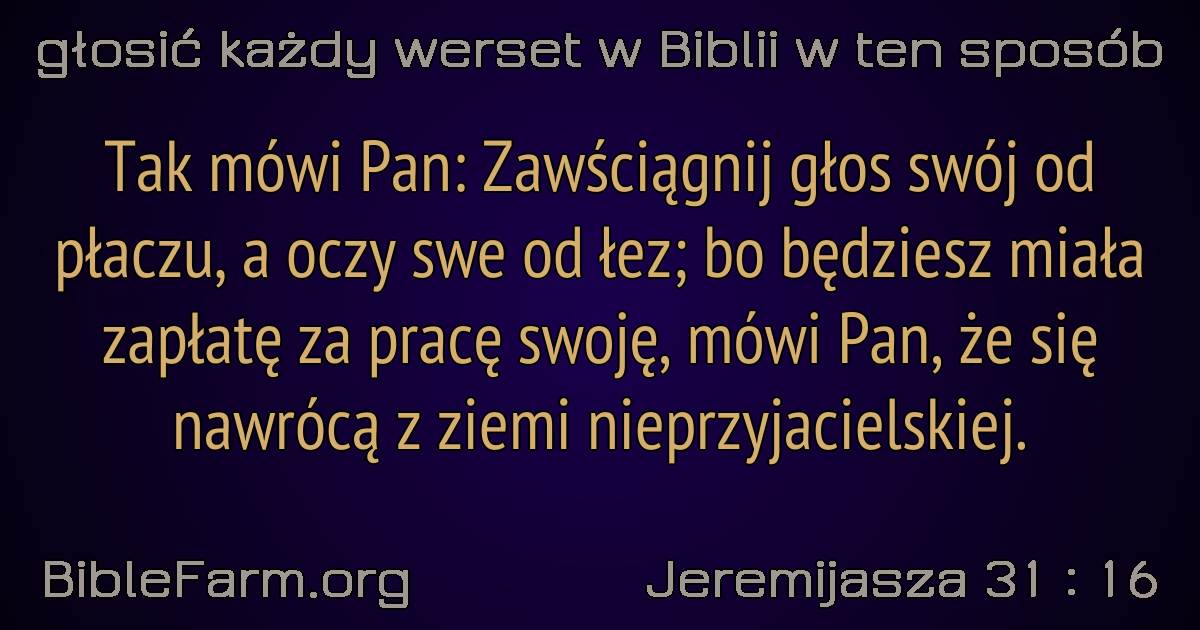 głosić każdy werset w Biblii w ten sposób
Tak mówi Pan: Zawściągnij głos swój od
płaczu, a oczy swe od łez; bo będziesz miała
zapłatę za pracę swoję, mówi Pan, że się
nawrócą z ziemi nieprzyjacielskiej.
BibleFarm.org
Jeremijasza 31 : 16